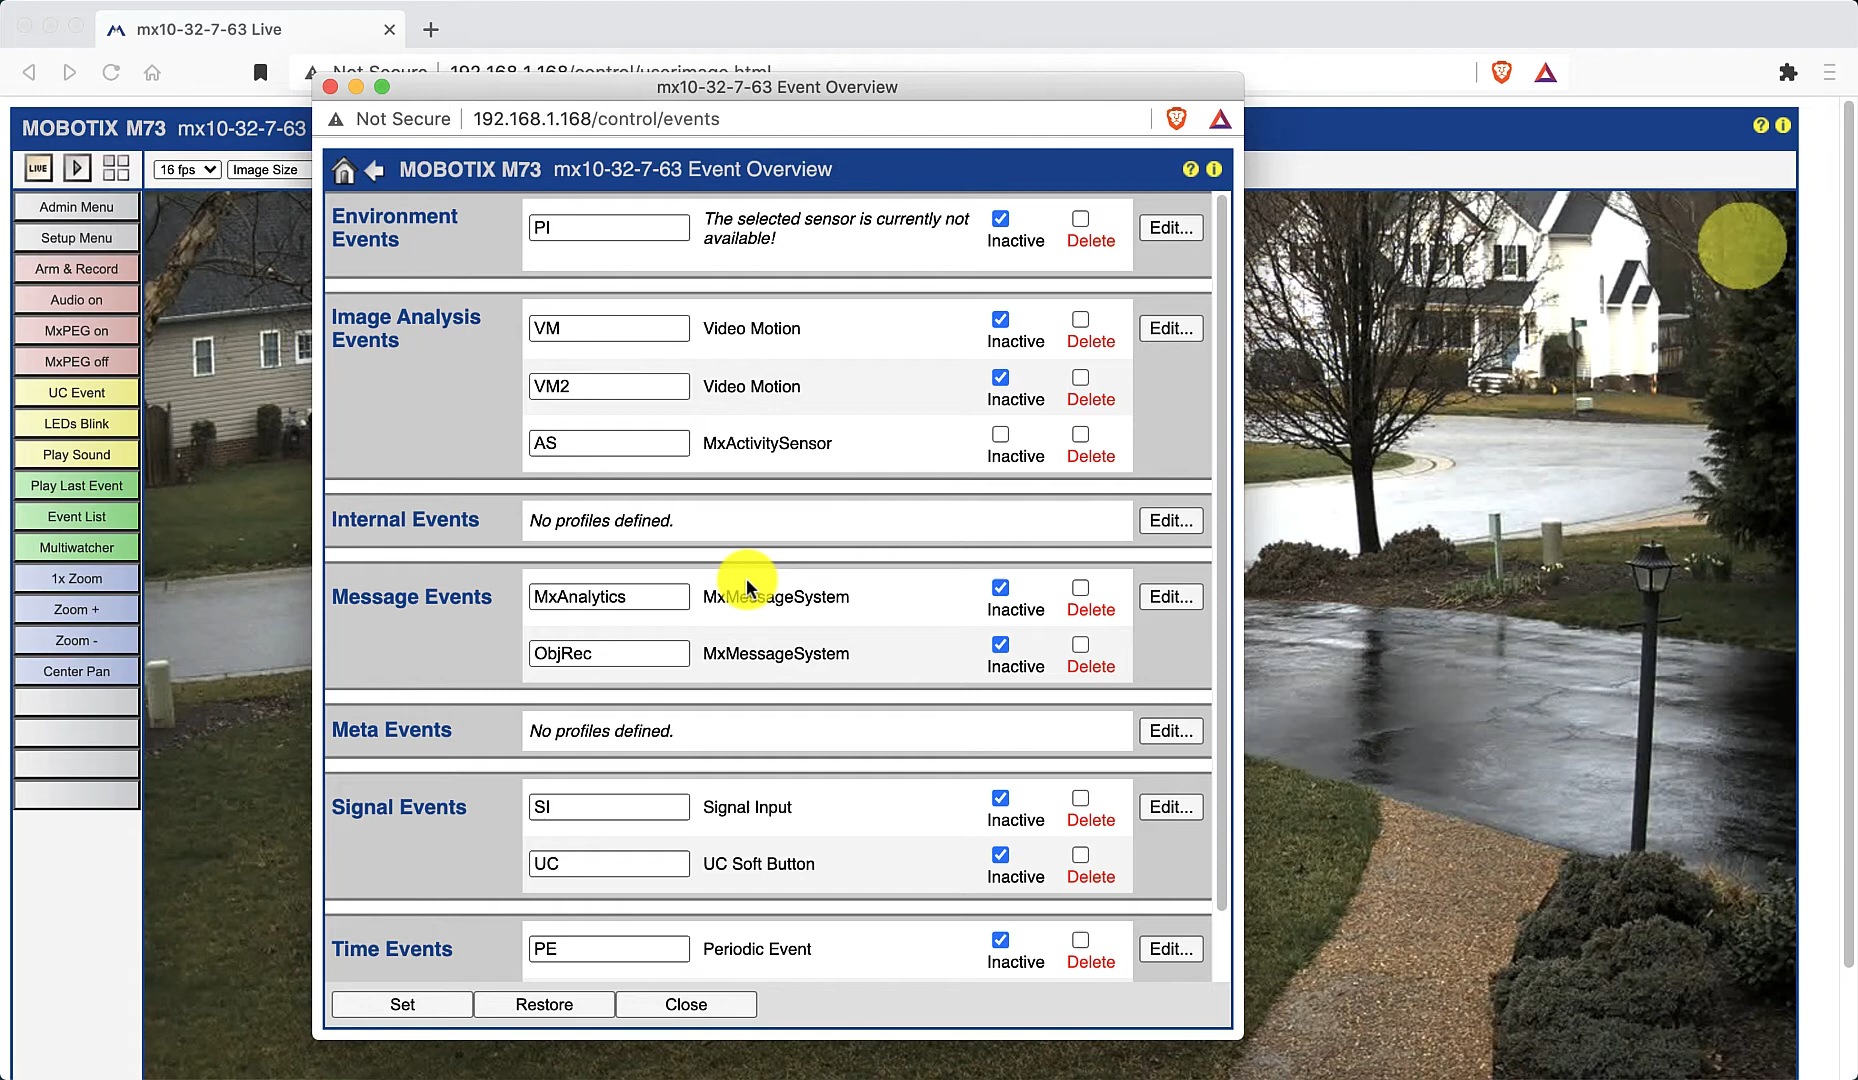 mx10-32-7-63 Live
mx10-32-7-63 Event Overview
Not Secure 192.168.1.168/control/events
MOBOTIX M73 mx10-32-7-63
LIVE
16 fps
Image Size
Admin Menu
Setup Menu
Arm & Record
Audio on
MxPEG on
MxPEG off
UC Event
LEDs Blink
Play Sound
Play Last Event
Event List
Multiwatcher
1x Zoom
Zoom +
Zoom -
Center Pan
MOBOTIX M73 mx10-32-7-63 Event Overview
? i
Environment
Events
PI
The selected sensor is currently not
available!
Inactive
Delete
Edit...
Image Analysis
Events
VM
Video Motion
Inactive
Delete
Edit...
VM2
Video Motion
Inactive
Delete
AS
MxActivitySensor
Inactive
Delete
Internal Events
No profiles defined.
Edit...
Message Events
MxAnalytics
MxMessageSystem
Inactive
Delete
Edit...
ObjRec
MxMessageSystem
Inactive
Delete
Meta Events
No profiles defined.
Edit...
Signal Events
SI
Signal Input
Inactive
Delete
Edit...
UC
UC Soft Button
Inactive
Delete
Time Events
PE
Periodic Event
Inactive
Delete
Edit...
Set
Restore
Close
? i